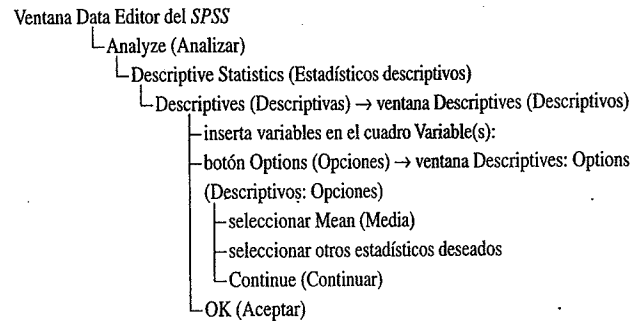 Ventana Data Editor del SPSS
Analyze (Analizar)
Descriptive Statistics (Estadísticos descriptivos)
Descriptives (Descriptivas) → ventana Descriptives (Descriptivos)
inserta variables en el cuadro Variable(s):
botón Options (Opciones) → ventana Descriptives: Options
(Descriptivos: Opciones)
seleccionar Mean (Media)
seleccionar otros estadísticos deseados
Continue (Continuar)
OK (Aceptar)